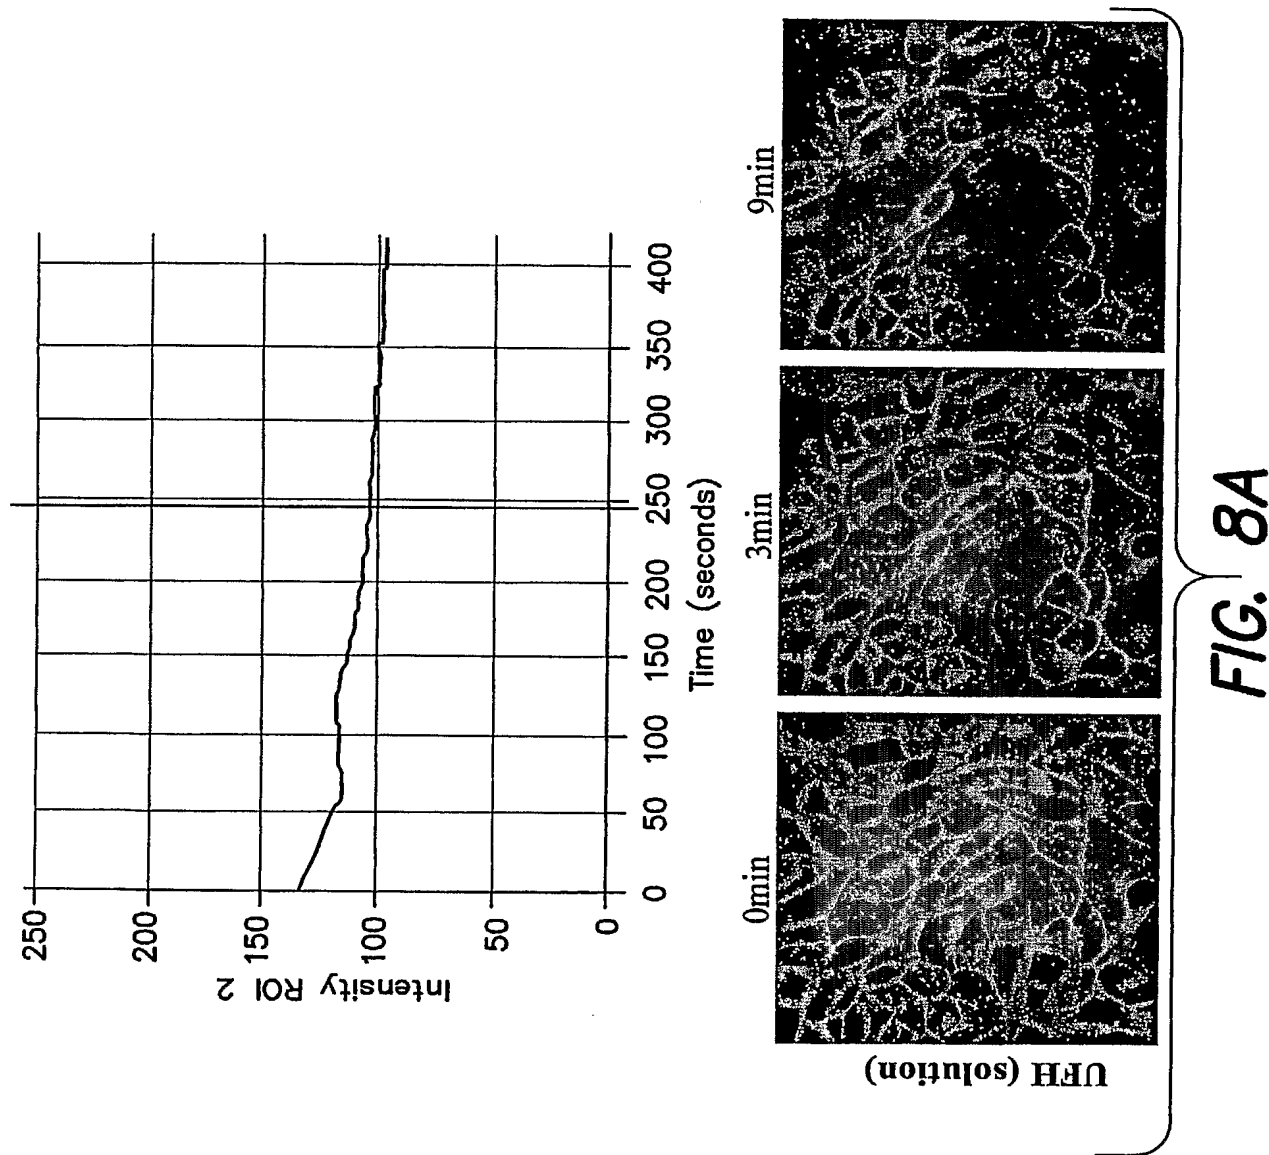 250
200
150
100
50
0
Intensity ROI 2
0 50 100 150 200 250 300 350 400
Time (seconds)
0min 3min 9min
UFH (solution)
FIG. 8A